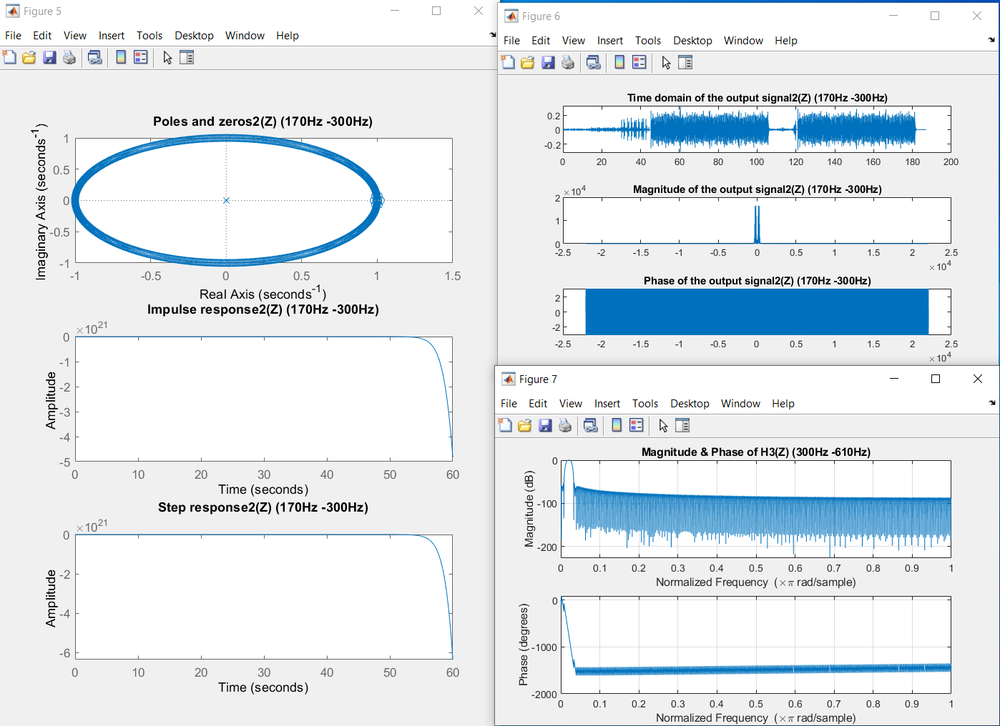 Figure 5
File Edit View Insert Tools Desktop Window Help
Poles and zeros2(Z) (170Hz -300Hz)
Imaginary Axis (seconds-1)
1
0.5
0
-0.5
-1
-1 -0.5 0 0.5 1 1.5
Real Axis (seconds-1)
Impulse response2(Z) (170Hz -300Hz)
×10^21
Amplitude
0
-1
-2
-3
-4
-5
0 10 20 30 40 50 60
Time (seconds)
Step response2(Z) (170Hz -300Hz)
×10^21
Amplitude
0
-2
-4
-6
0 10 20 30 40 50 60
Time (seconds)
Figure 6
File Edit View Insert Tools Desktop Window Help
Time domain of the output signal2(Z) (170Hz -300Hz)
0.2
0
-0.2
0 20 40 60 80 100 120 140 160 180 200
Magnitude of the output signal2(Z) (170Hz -300Hz)
×10^4
2
1
0
-2.5 -2 -1.5 -1 -0.5 0 0.5 1 1.5 2 2.5
×10^4
Phase of the output signal2(Z) (170Hz -300Hz)
2
0
-2
-2.5 -2 -1.5 -1 -0.5 0 0.5 1 1.5 2 2.5
×10^4
Figure 7
File Edit View Insert Tools Desktop Window Help
Magnitude & Phase of H3(Z) (300Hz -610Hz)
Magnitude (dB)
0
-100
-200
0 0.1 0.2 0.3 0.4 0.5 0.6 0.7 0.8 0.9 1
Normalized Frequency (×π rad/sample)
Phase (degrees)
0
-1000
-2000
0 0.1 0.2 0.3 0.4 0.5 0.6 0.7 0.8 0.9 1
Normalized Frequency (×π rad/sample)